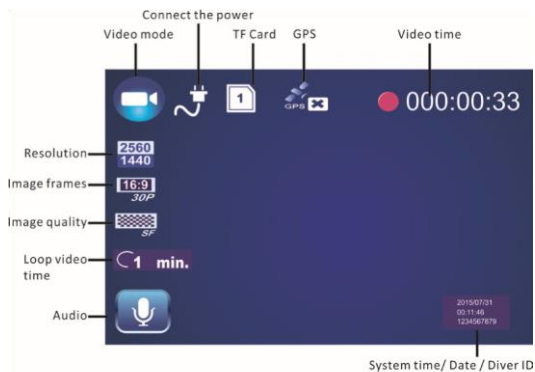 Connect the power
Video mode
TF Card
GPS
Video time
1
GPS
000:00:33
Resolution
2560
1440
Image frames
16:9
30P
Image quality
SF
Loop video
time
1 min.
Audio
2015/07/31
00:11:46
1234567879
System time/ Date / Diver ID